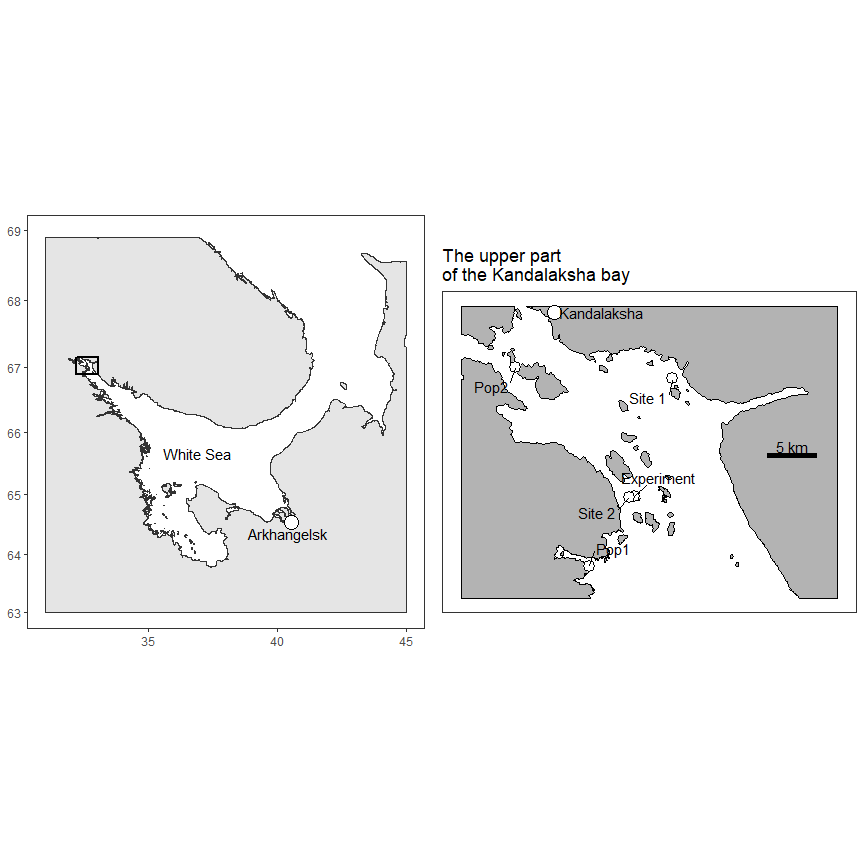 69
68
67
66
65
64
63
35
40
45
White Sea
Arkhangelsk
The upper part
of the Kandalaksha bay
Kandalaksha
Pop2
Site 1
5 km
Experiment
Site 2
Pop1